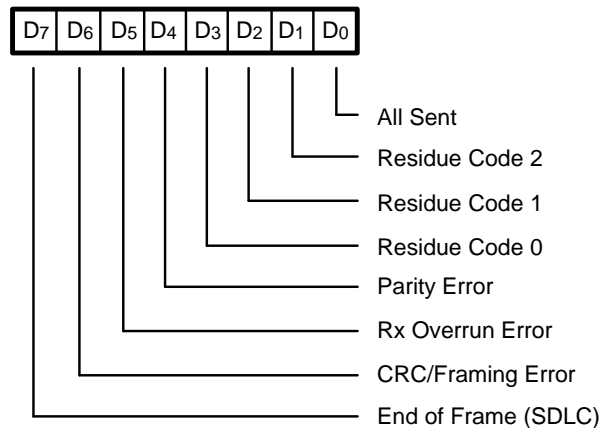 D7 D6 D5 D4 D3 D2 D1 D0
All Sent
Residue Code 2
Residue Code 1
Residue Code 0
Parity Error
Rx Overrun Error
CRC/Framing Error
End of Frame (SDLC)